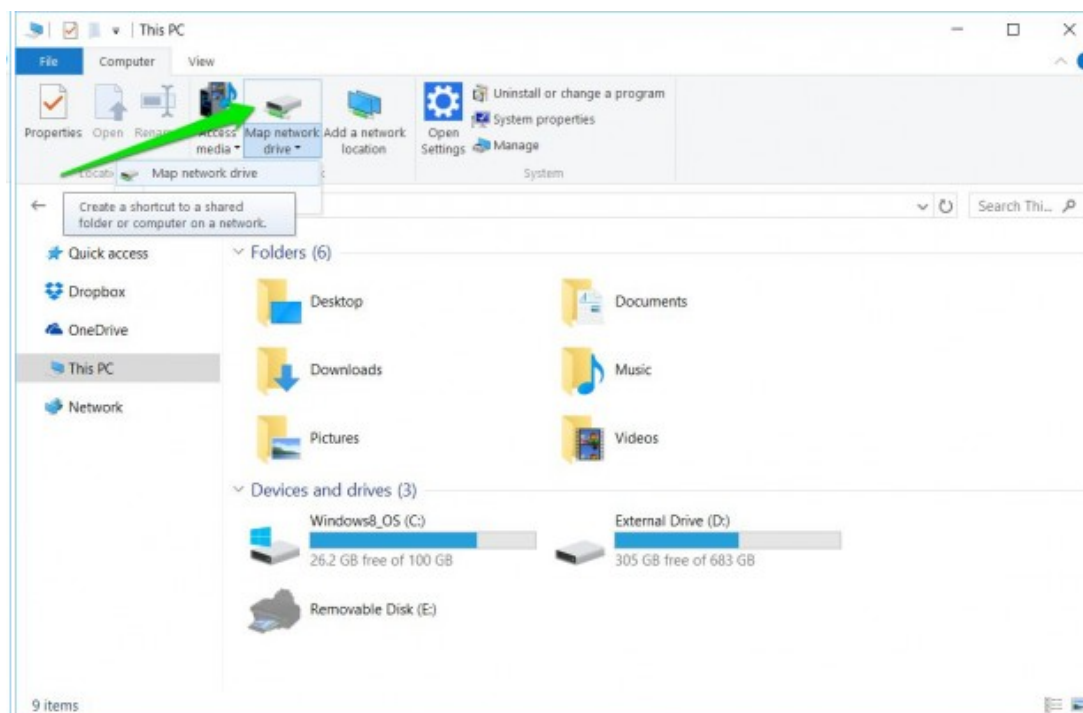 This PC
File Computer View
Properties Open Access Map network Add a network Open Uninstall or change a program
media drive location Settings System properties
Manage
Map network drive System
Create a shortcut to a shared
folder or computer on a network.
Search Thi...
Quick access
Dropbox
OneDrive
This PC
Network
Folders (6)
Desktop Documents
Downloads Music
Pictures Videos
Devices and drives (3)
Windows8_OS (C:) External Drive (D:)
26.2 GB free of 100 GB 305 GB free of 683 GB
Removable Disk (E:)
9 items